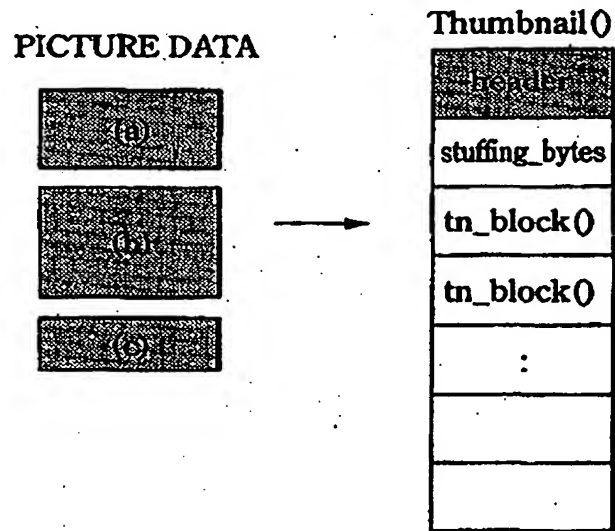 PICTURE DATA
(a)
(b)
(c)
Thumbnail()
header
stuffing_bytes
tn_block()
tn_block()
: